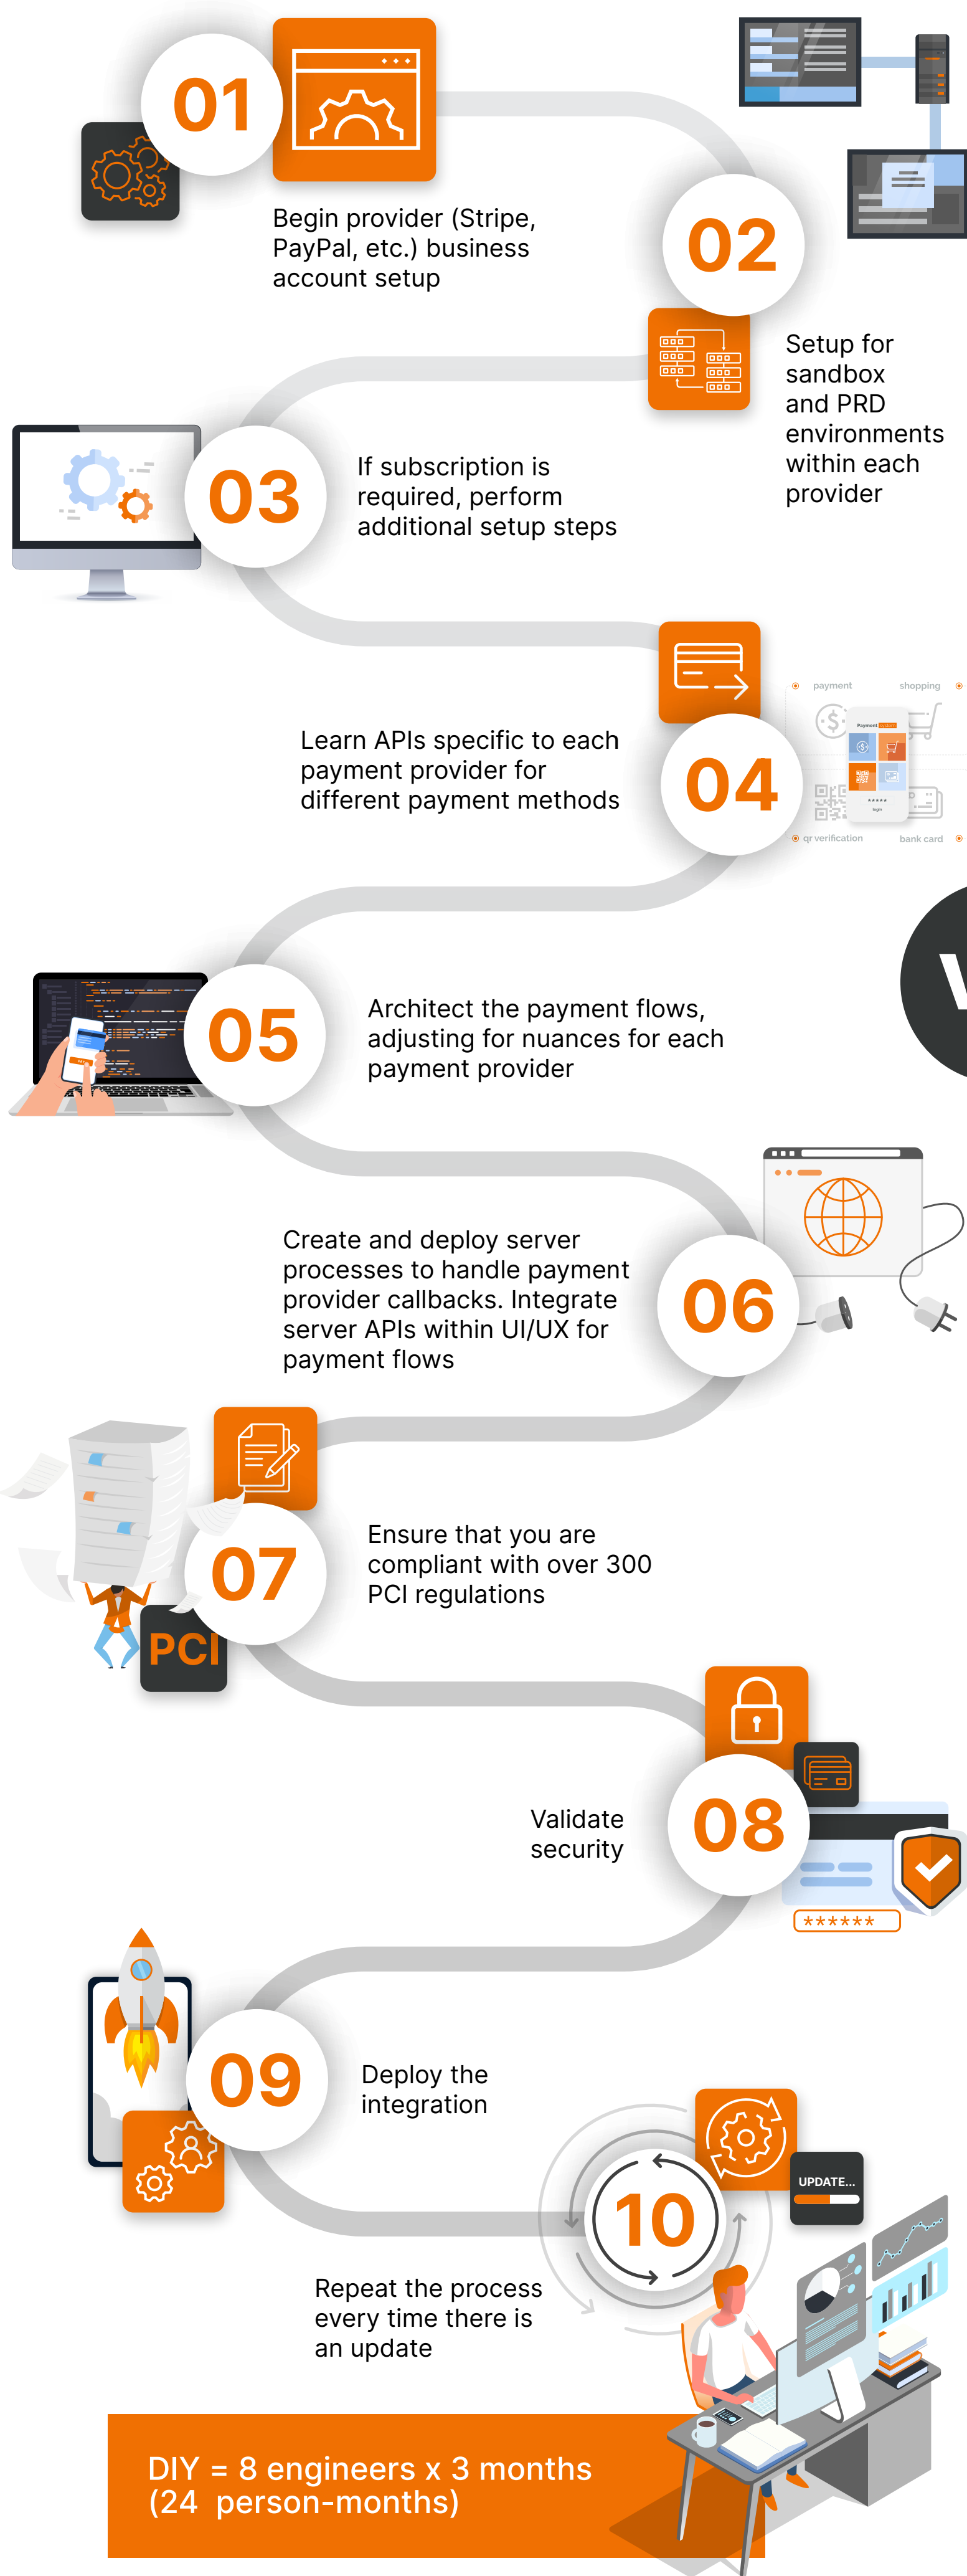 01
Begin provider (Stripe,
PayPal, etc.) business
account setup
02
Setup for
sandbox
and PRD
environments
within each
provider
03
If subscription is
required, perform
additional setup steps
04
Learn APIs specific to each
payment provider for
different payment methods
payment
shopping
Payment
login
qr verification
bank card
05
Architect the payment flows,
adjusting for nuances for each
payment provider
06
Create and deploy server
processes to handle payment
provider callbacks. Integrate
server APIs within UI/UX for
payment flows
07
PCI
Ensure that you are
compliant with over 300
PCI regulations
08
Validate
security
******
09
Deploy the
integration
10
UPDATE...
Repeat the process
every time there is
an update
DIY = 8 engineers x 3 months
(24 person-months)